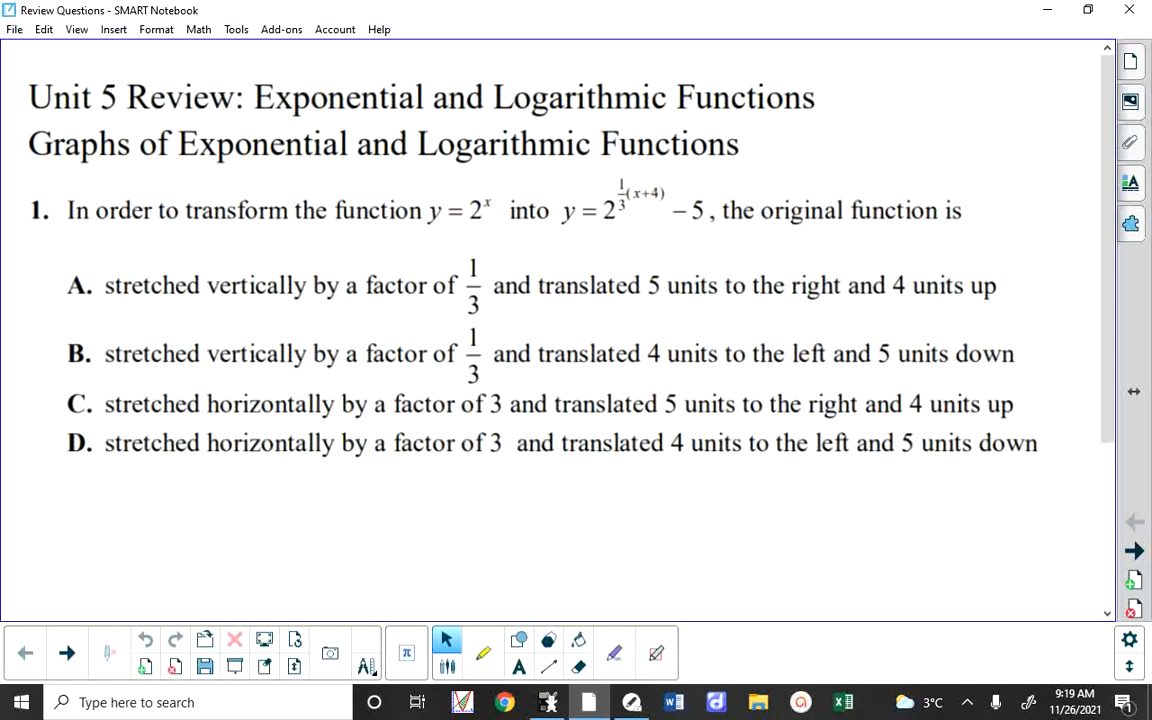 Review Questions - SMART Notebook
File Edit View Insert Format Math Tools Add-ons Account Help
Unit 5 Review: Exponential and Logarithmic Functions
Graphs of Exponential and Logarithmic Functions
1. In order to transform the function y = 2^x into y = 2^(1/3(x+4)) − 5, the original function is
A. stretched vertically by a factor of 1/3 and translated 5 units to the right and 4 units up
B. stretched vertically by a factor of 1/3 and translated 4 units to the left and 5 units down
C. stretched horizontally by a factor of 3 and translated 5 units to the right and 4 units up
D. stretched horizontally by a factor of 3 and translated 4 units to the left and 5 units down
Type here to search
3°C
9:19 AM
11/26/2021